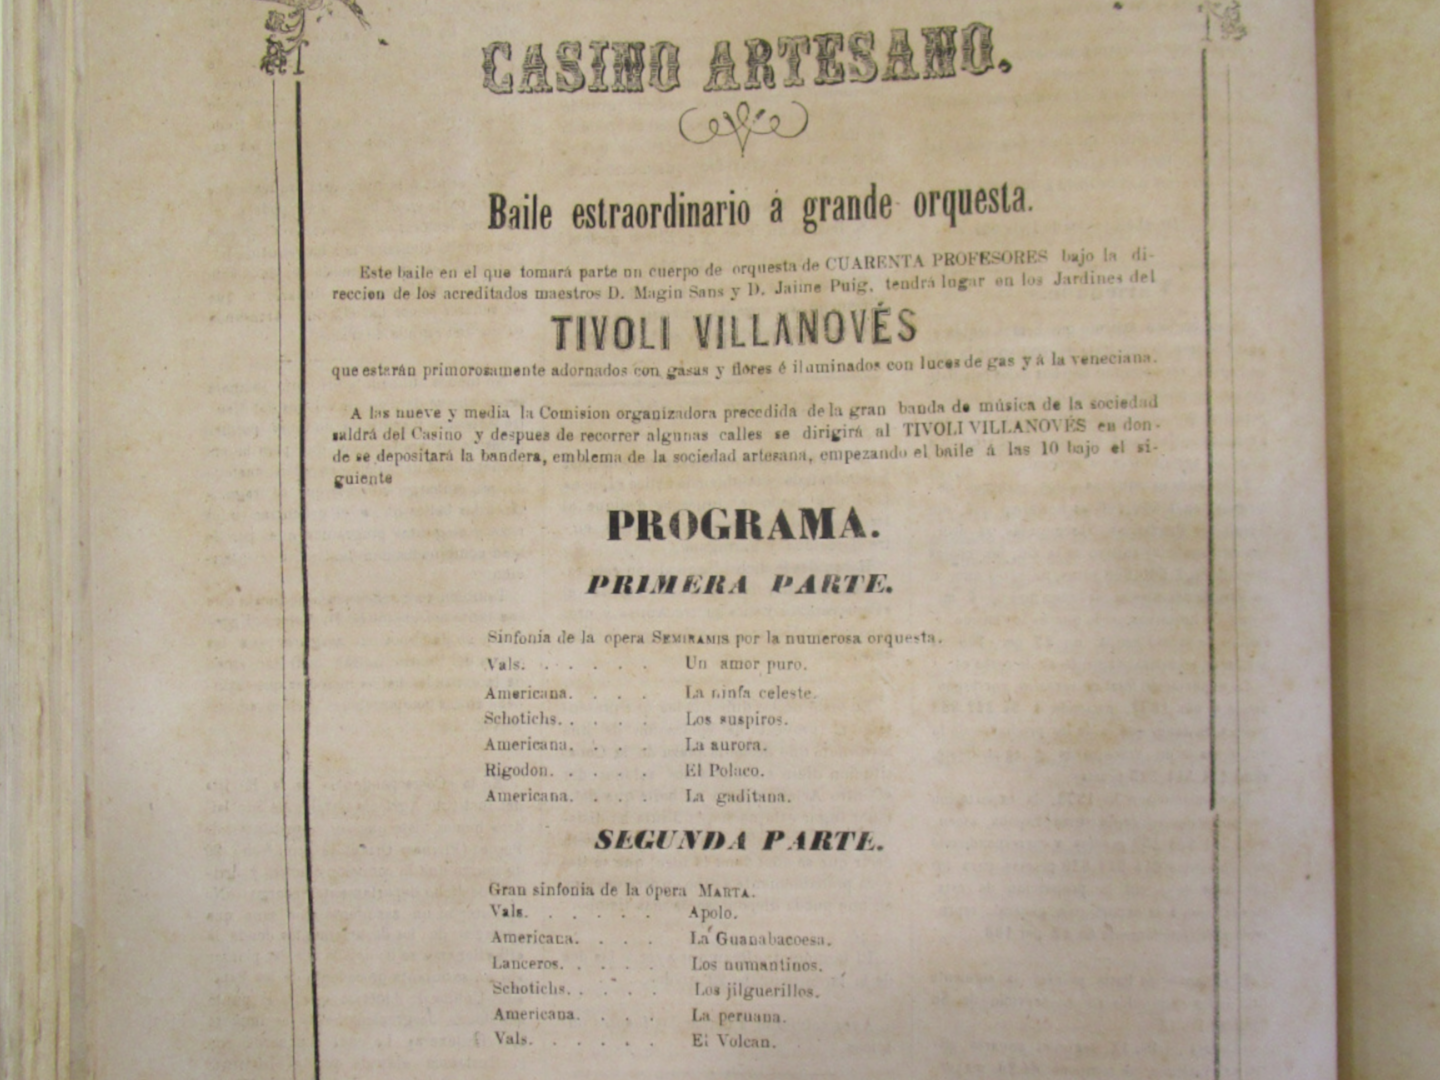 CASINO ARTESANO.
Baile estraordinario á grande orquesta.
Este baile en el que tomará parte un cuerpo de orquesta de CUARENTA PROFESORES bajo la di-
reccion de los acreditados maestros D. Magin Sans y D. Jaime Puig, tendrá lugar en los Jardines del
TIVOLI VILLANOVÉS
que estarán primorosamente adornados con gasas y flores é iluminados con luces de gas y á la veneciana.
A las nueve y media la Comision organizadora precedida de la gran banda de música de la sociedad
saldrá del Casino y despues de recorrer algunas calles se dirigirá al TIVOLI VILLANOVÉS en don-
de se depositará la bandera, emblema de la sociedad artesana, empezando el baile á las 10 bajo el si-
guiente
PROGRAMA.
PRIMERA PARTE.
Sinfonia de la opera SEMIRAMIS por la numerosa orquesta.
Vals. . . . . . Un amor puro.
Americana. . . . La ninfa celeste.
Schotichs. . . . . Los suspiros.
Americana. . . . La aurora.
Rigodon. . . . . El Polaco.
Americana. . . . La gaditana.
SEGUNDA PARTE.
Gran sinfonia de la ópera MARTA.
Vals. . . . . . Apolo.
Americana. . . . La Guanabacoesa.
Lanceros. . . . . Los numantinos.
Schotichs. . . . . Los jilguerillos.
Americana. . . . La peruana.
Vals. . . . . . El Volcan.